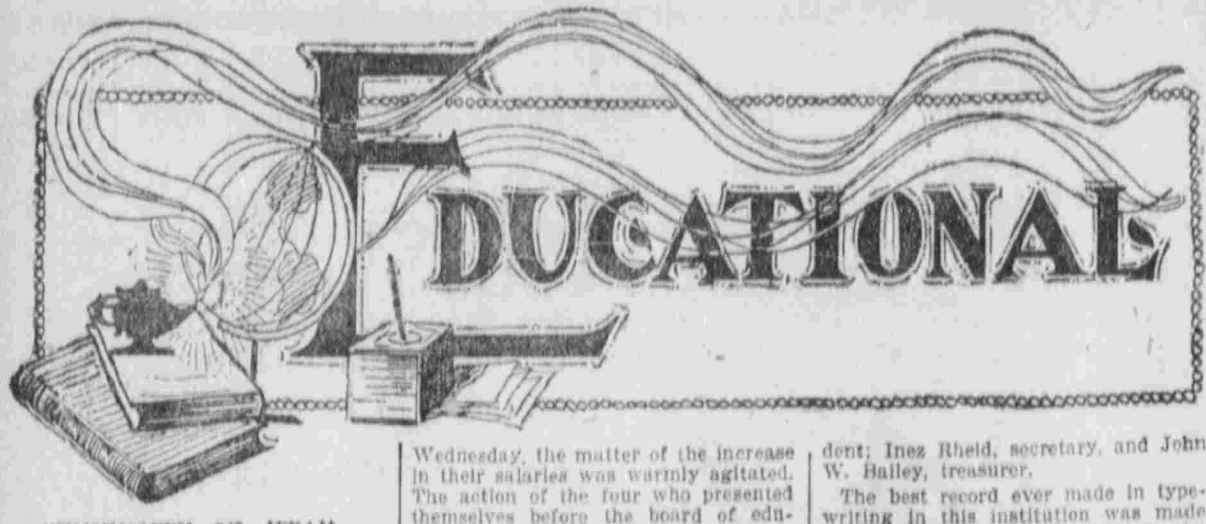 EDUCATIONAL
Wednesday, the matter of the increase
in their salaries was warmly agitated.
The action of the four who presented
themselves before the board of edu-
dent; Inez Rheid, secretary, and John
W. Bailey, treasurer.
The best record ever made in type-
writing in this institution was made